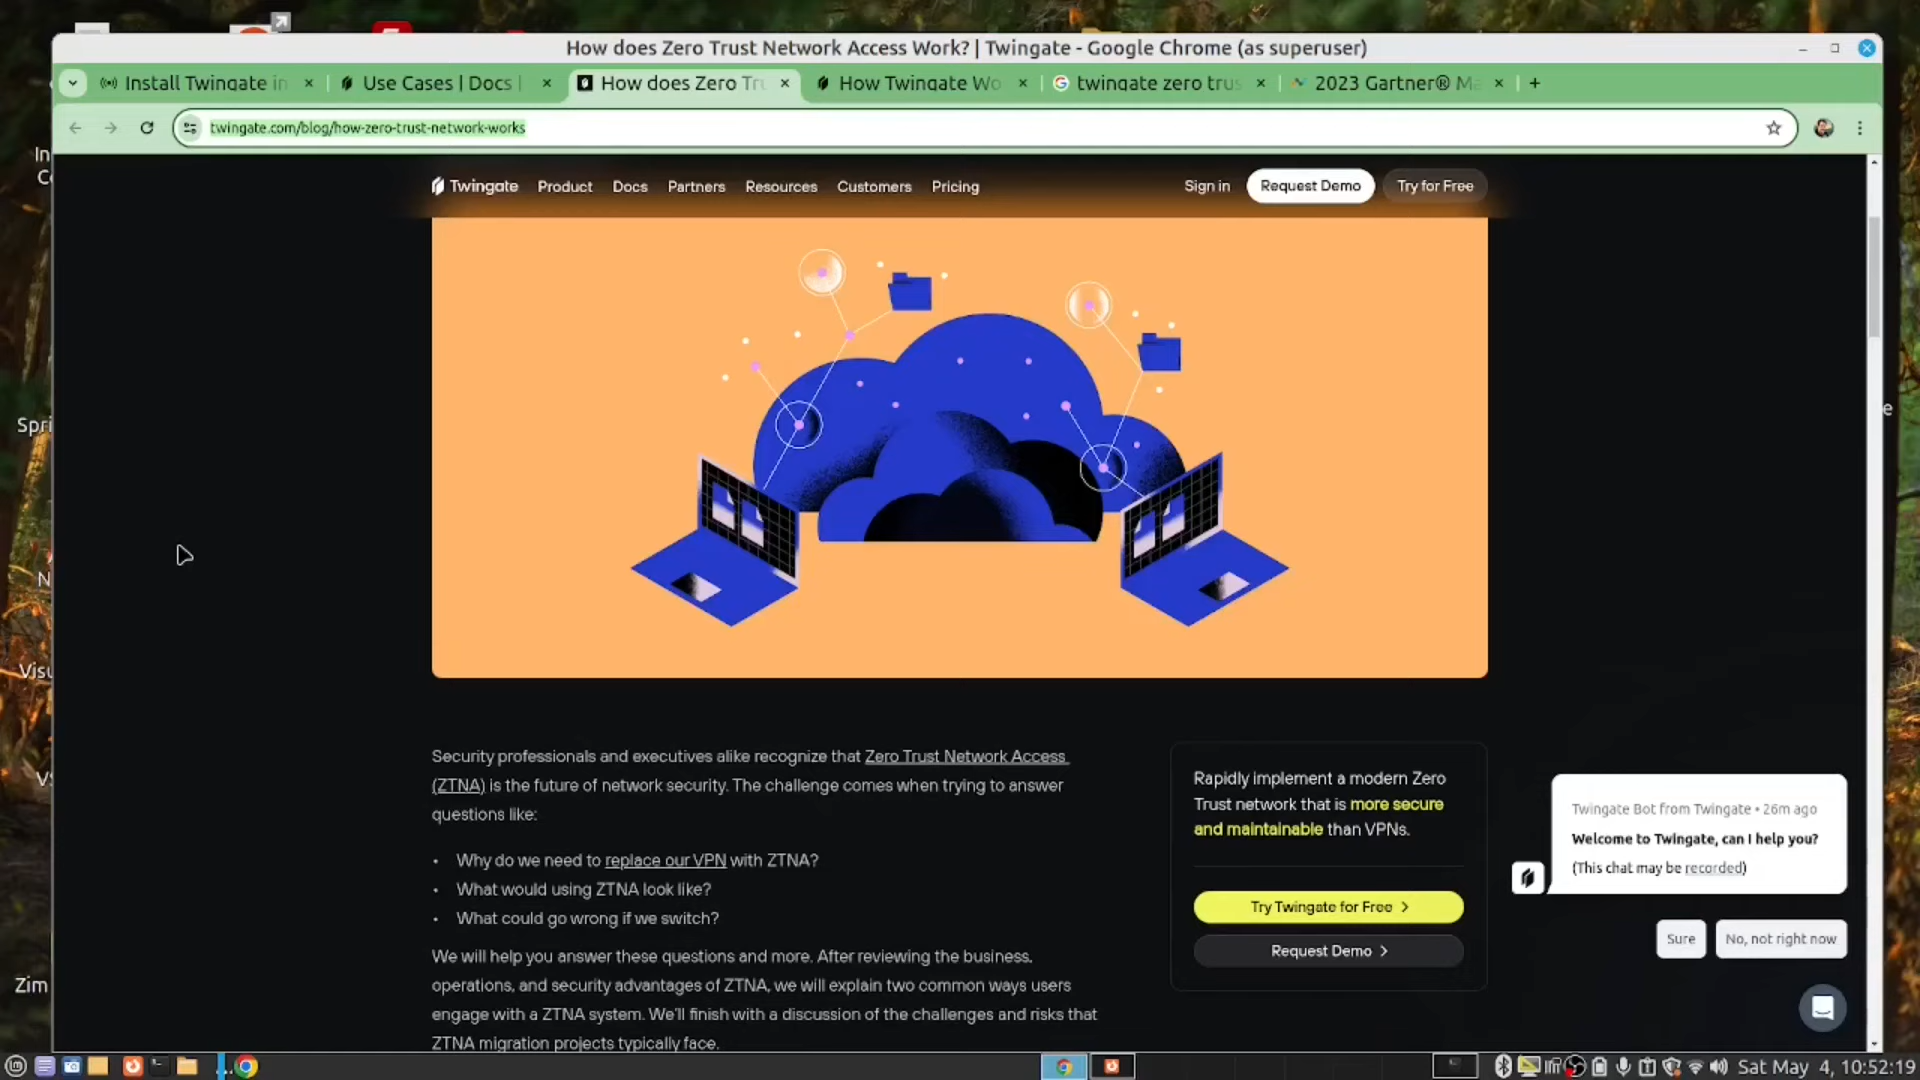 How does Zero Trust Network Access Work? | Twingate - Google Chrome (as superuser)
Install Twingate in
Use Cases | Docs |
How does Zero Tru
How Twingate Wo
twingate zero trus
2023 Gartner® Ma
twingate.com/blog/how-zero-trust-network-works
Twingate
Product
Docs
Partners
Resources
Customers
Pricing
Sign in
Request Demo
Try for Free
Security professionals and executives alike recognize that Zero Trust Network Access
(ZTNA) is the future of network security. The challenge comes when trying to answer
questions like:
• Why do we need to replace our VPN with ZTNA?
• What would using ZTNA look like?
• What could go wrong if we switch?
We will help you answer these questions and more. After reviewing the business,
operations, and security advantages of ZTNA, we will explain two common ways users
engage with a ZTNA system. We'll finish with a discussion of the challenges and risks that
ZTNA migration projects typically face.
Rapidly implement a modern Zero
Trust network that is more secure
and maintainable than VPNs.
Try Twingate for Free >
Request Demo >
Twingate Bot from Twingate • 26m ago
Welcome to Twingate, can I help you?
(This chat may be recorded)
Sure
No, not right now
In
C
Spri
N
Visu
VS
Zim
e
Sat May 4, 10:52:19